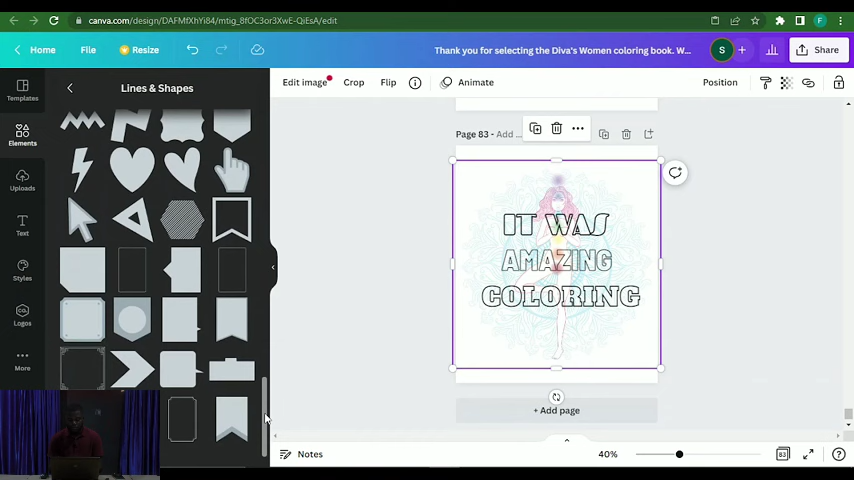 canva.com/design/DAFMfXhYi84/mtig_8fOC3or3XwE-QiEsA/edit
Home
File
Resize
Thank you for selecting the Diva's Women coloring book. W...
S
Share
Templates
Elements
Uploads
Text
Styles
Logos
More
Lines & Shapes
Edit image
Crop
Flip
Animate
Position
Page 83 - Add ...
IT WAS
AMAZING
COLORING
+ Add page
Notes
40%
83